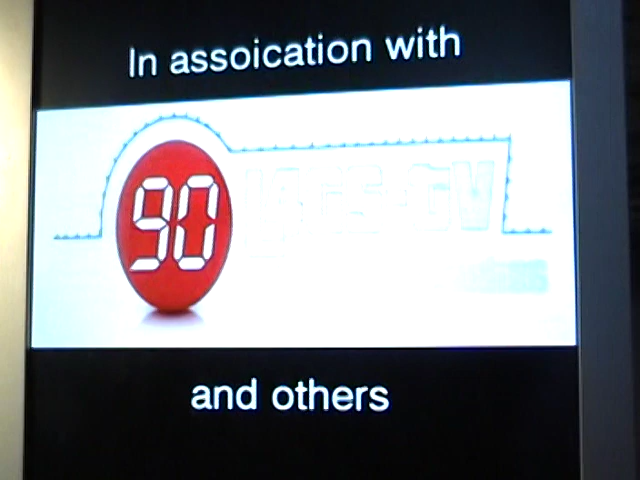 In assoication with
90
and others